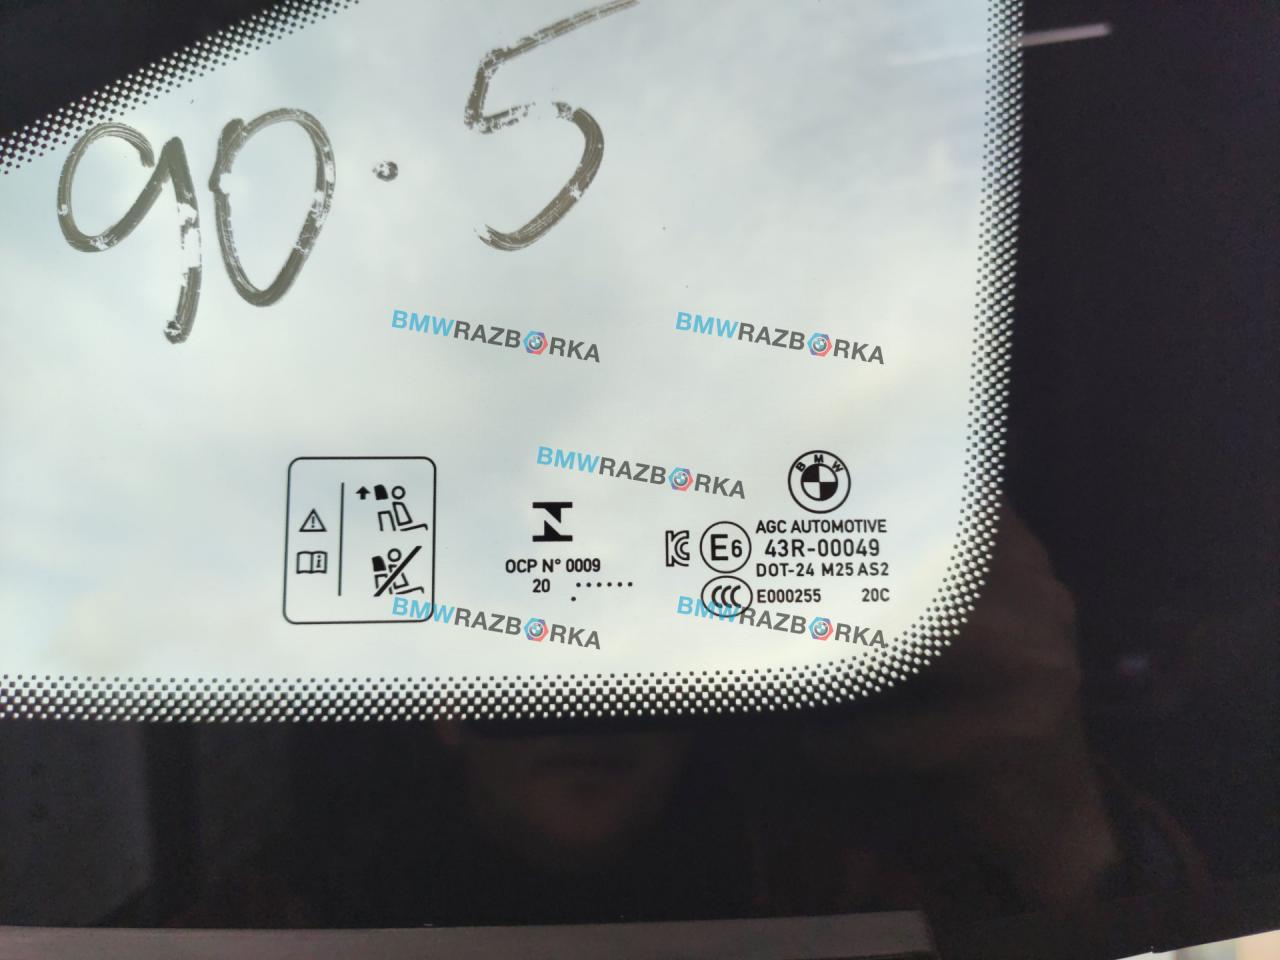 90.5
BMWRAZBORKA
BMWRAZBORKA
BMWRAZBORKA
BMW
AGC AUTOMOTIVE
E6
43R-00049
DOT-24 M25 AS2
OCP N° 0009
20 .......
CCC
E000255 20C
BMWRAZBORKA
BMWRAZBORKA